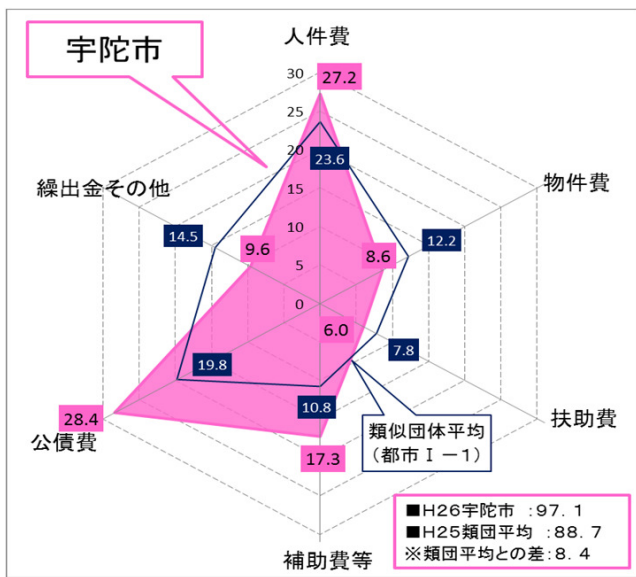 人件費
宇陀市
30
27.2
25
20
23.6
15
10
5
0
物件費
12.2
8.6
繰出金その他
14.5
9.6
6.0
7.8
扶助費
19.8
28.4
公債費
10.8
17.3
類似団体平均
(都市Ⅰ－1)
補助費等
■H26宇陀市 :97.1
■H25類団平均:88.7
※類団平均との差:8.4